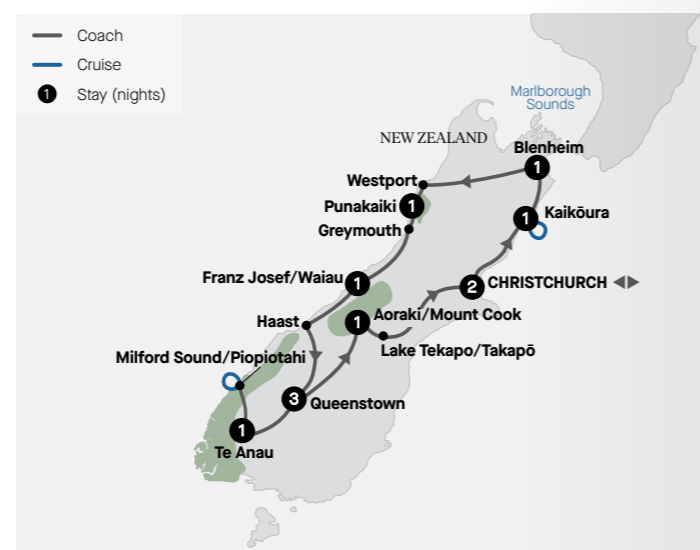 Coach
Cruise
1 Stay (nights)
Marlborough
Sounds
NEW ZEALAND
Blenheim
1
Westport
Punakaiki 1
1 Kaikōura
Greymouth
Franz Josef/Waiau 1
2 CHRISTCHURCH
Haast
1 Aoraki/Mount Cook
Lake Tekapo/Takapō
Milford Sound/Piopiotahi
3 Queenstown
1
Te Anau